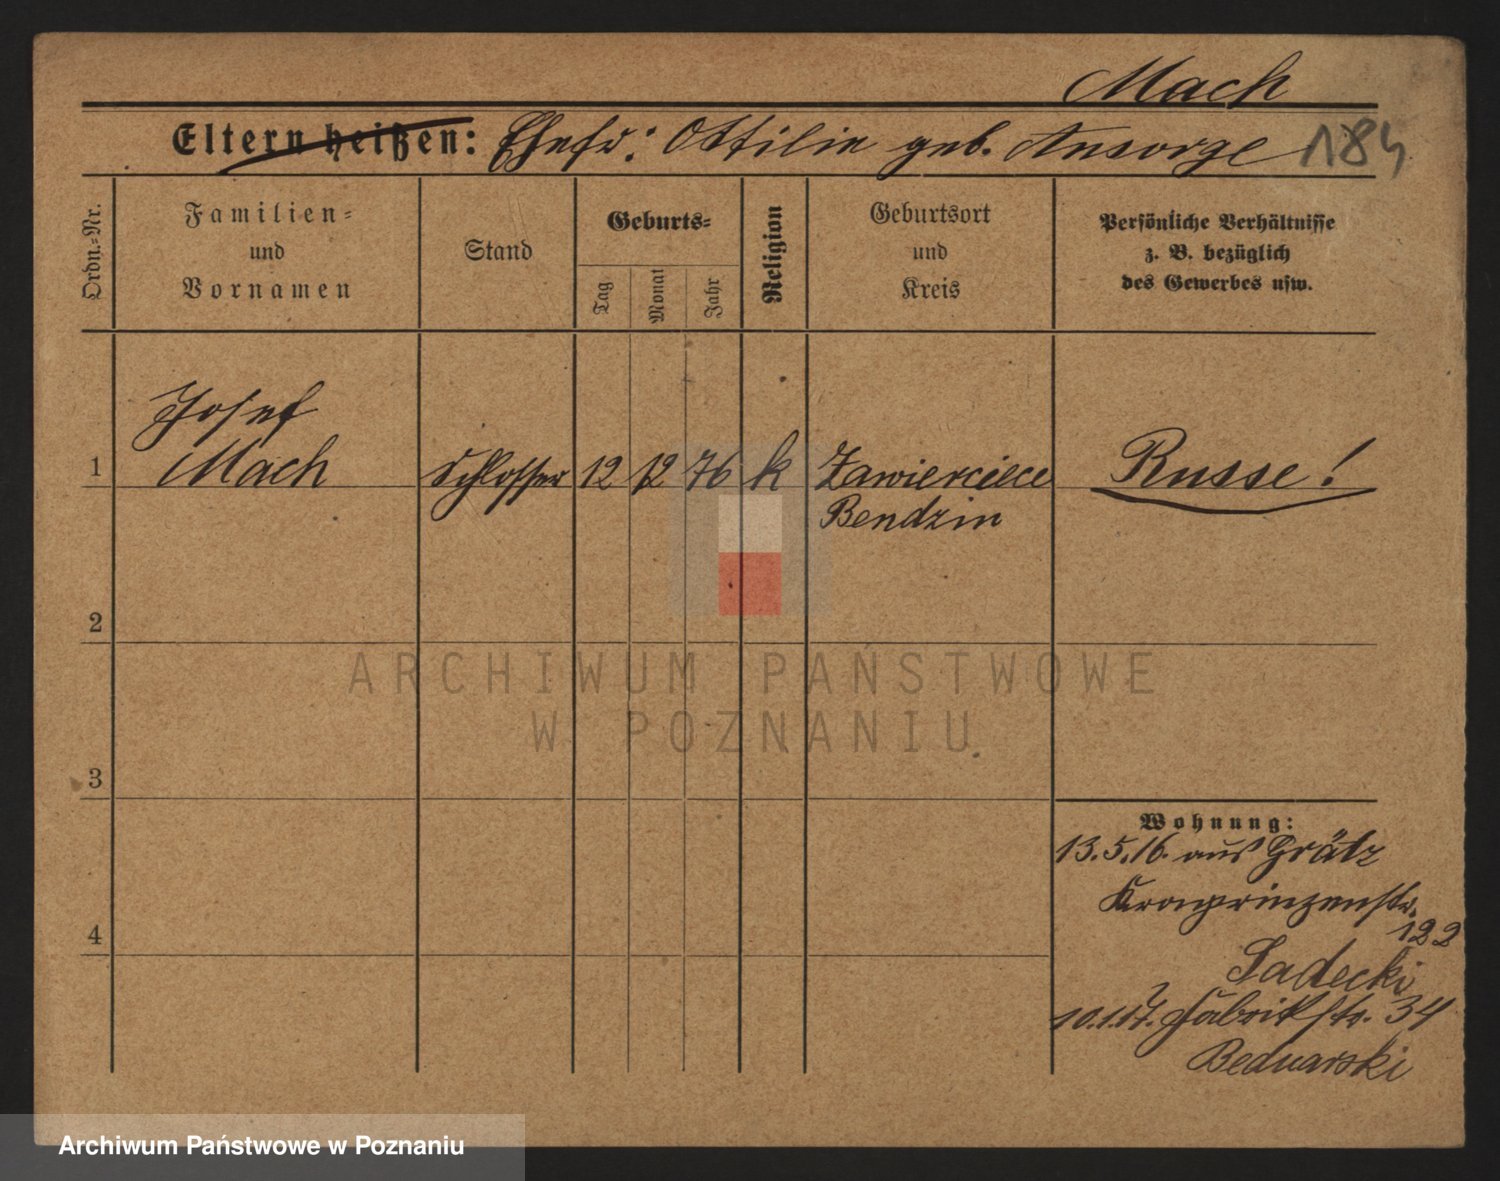 Mach
Eltern heißen: Ehefr: Ottilie geb. Ansorge 184
Ordn.-Nr.
Familien-
und
Vornamen
Stand
Geburts-
Tag
Monat
Jahr
Religion
Geburtsort
und
Kreis
Persönliche Verhältnisse
z. B. bezüglich
des Gewerbes usw.
Josef
1 Mach Schlosser 12 12 76 k Zawiercice Russe!
Bendzin
2
ARCHIWUM PAŃSTWOWE
W POZNANIU
3
Wohnung:
13.5.16. aus Grätz
Kronprinzenstr.
122
4
Sadecki
10.1.17. Fabrikstr. 34
Bednarski
Archiwum Państwowe w Poznaniu